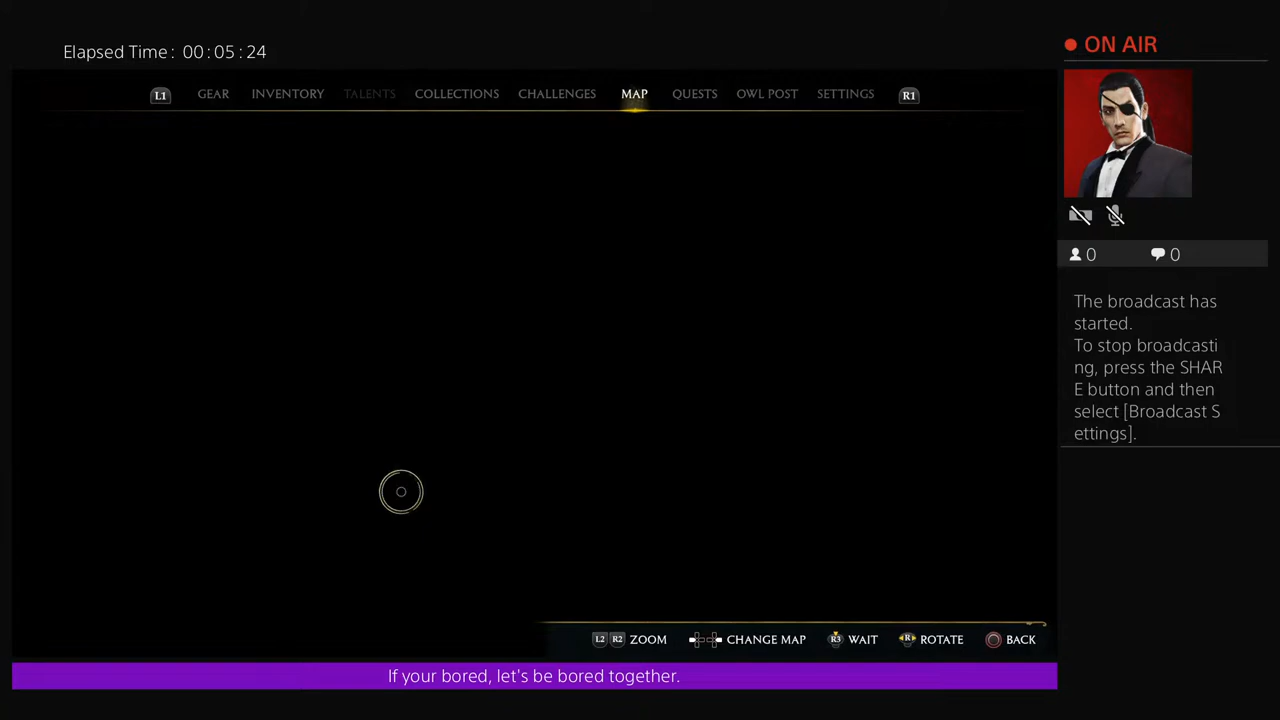 Elapsed Time: 00:05:24
ON AIR
L1 GEAR INVENTORY TALENTS COLLECTIONS CHALLENGES MAP QUESTS OWL POST SETTINGS R1
0 0
The broadcast has
started.
To stop broadcasti
ng, press the SHAR
E button and then
select [Broadcast S
ettings].
L2 R2 ZOOM CHANGE MAP R3 WAIT R ROTATE BACK
If your bored, let's be bored together.